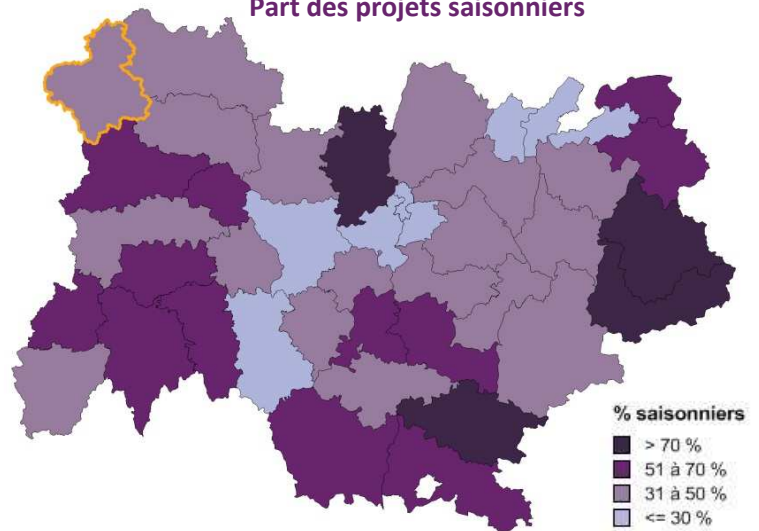 Part des projets saisonniers
% saisonniers
> 70 %
51 à 70 %
31 à 50 %
<= 30 %